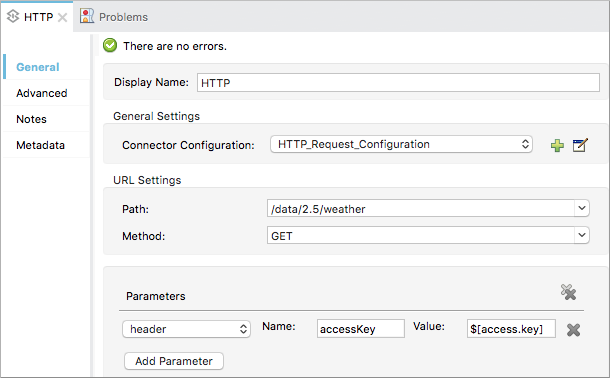 HTTP Problems
There are no errors.
General
Display Name: HTTP
Advanced
Notes
General Settings
Metadata
Connector Configuration: HTTP_Request_Configuration
URL Settings
Path: /data/2.5/weather
Method: GET
Parameters
header Name: accessKey Value: $[access.key]
Add Parameter